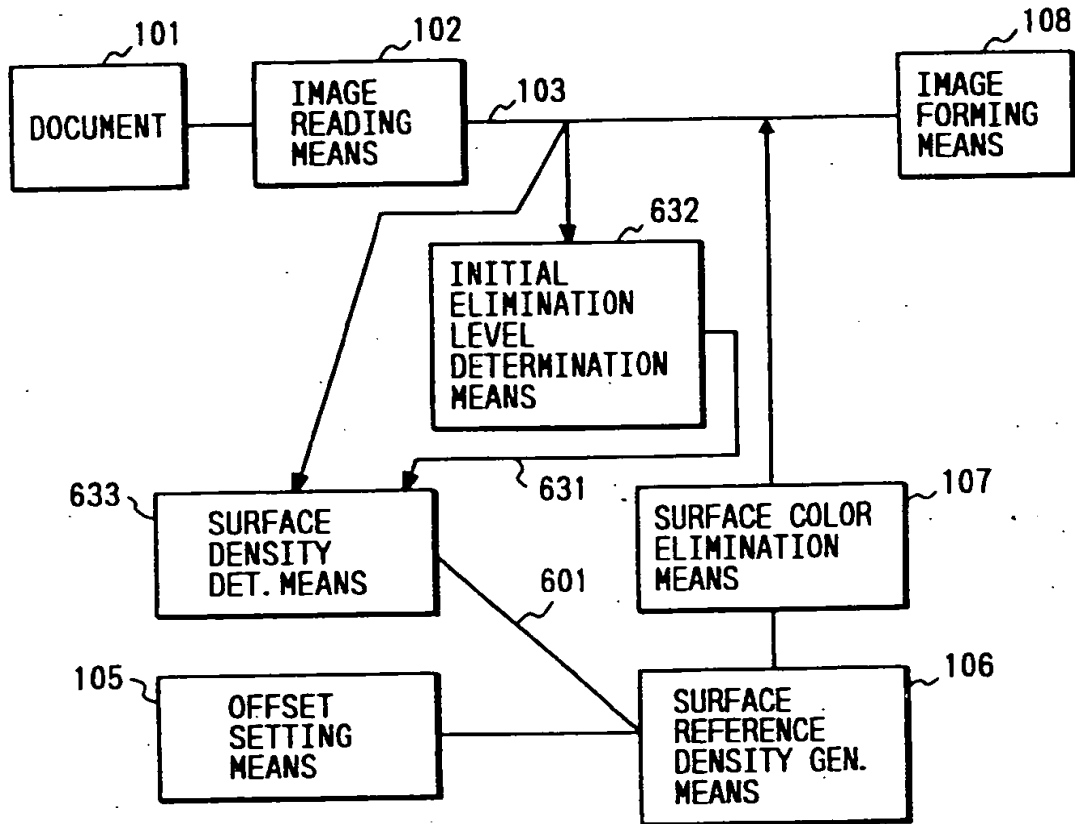 101
DOCUMENT
102
IMAGE
READING
MEANS
103
108
IMAGE
FORMING
MEANS
632
INITIAL
ELIMINATION
LEVEL
DETERMINATION
MEANS
631
633
SURFACE
DENSITY
DET. MEANS
601
107
SURFACE COLOR
ELIMINATION
MEANS
105
OFFSET
SETTING
MEANS
106
SURFACE
REFERENCE
DENSITY GEN.
MEANS